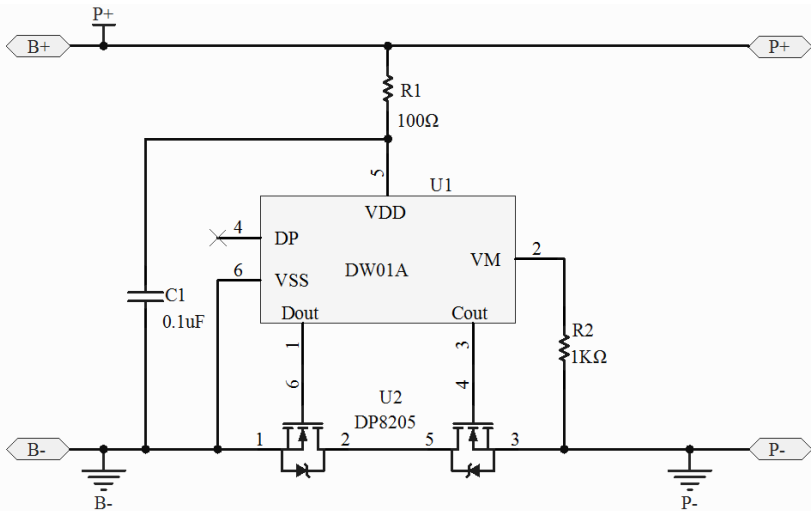 P+
B+
P+
R1
100Ω
5
U1
VDD
4
DP
DW01A
VM
2
6
VSS
C1
0.1uF
Dout
Cout
1
3
R2
1KΩ
6
4
U2
DP8205
B-
1
2
5
3
P-
B-
P-